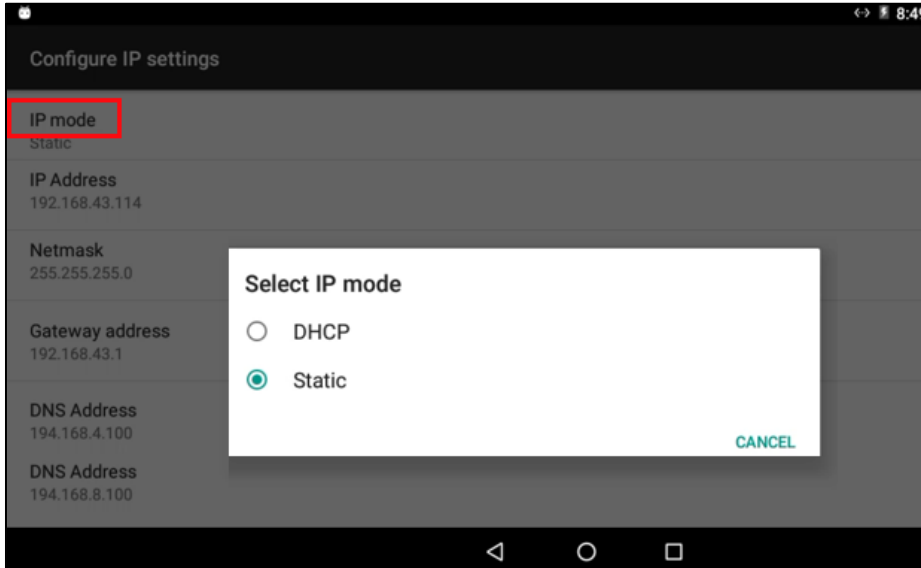 8:49
Configure IP settings
IP mode
Static
IP Address
192.168.43.114
Netmask
255.255.255.0
Gateway address
192.168.43.1
DNS Address
194.168.4.100
DNS Address
194.168.8.100
Select IP mode
DHCP
Static
CANCEL